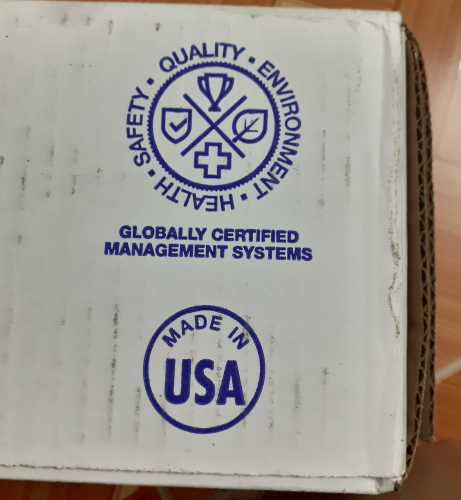 SAFETY • QUALITY • ENVIRONMENT • HEALTH •
GLOBALLY CERTIFIED
MANAGEMENT SYSTEMS
MADE IN
USA